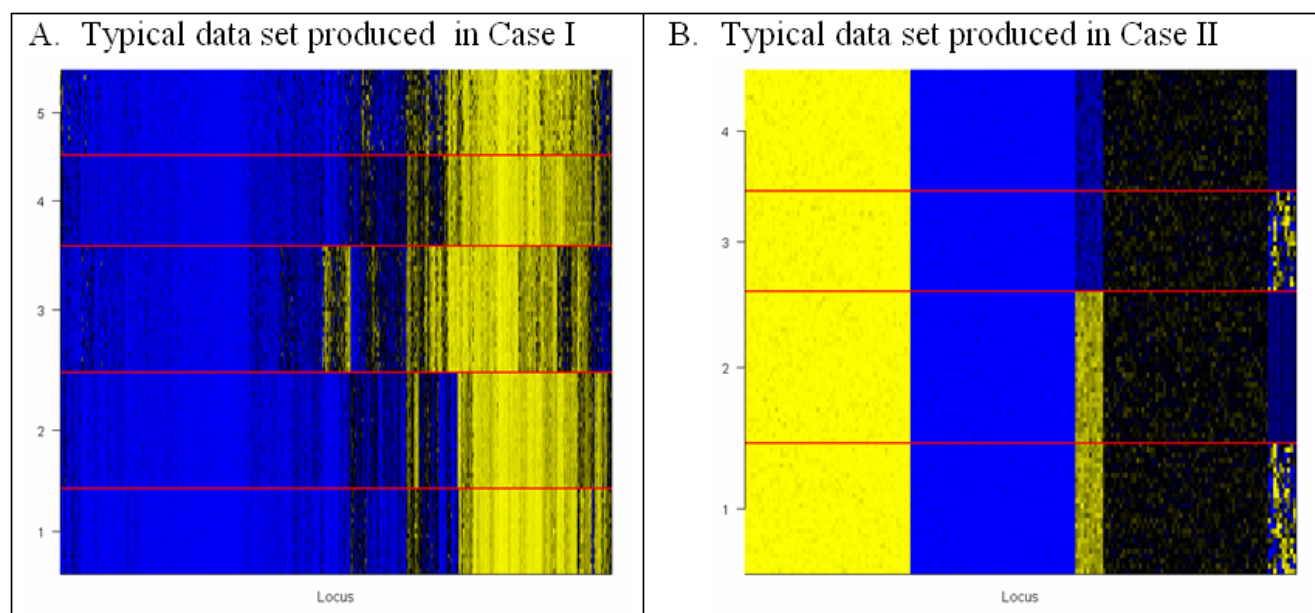 A. Typical data set produced in Case I
5
4
3
2
1
Locus
B. Typical data set produced in Case II
4
3
2
1
Locus